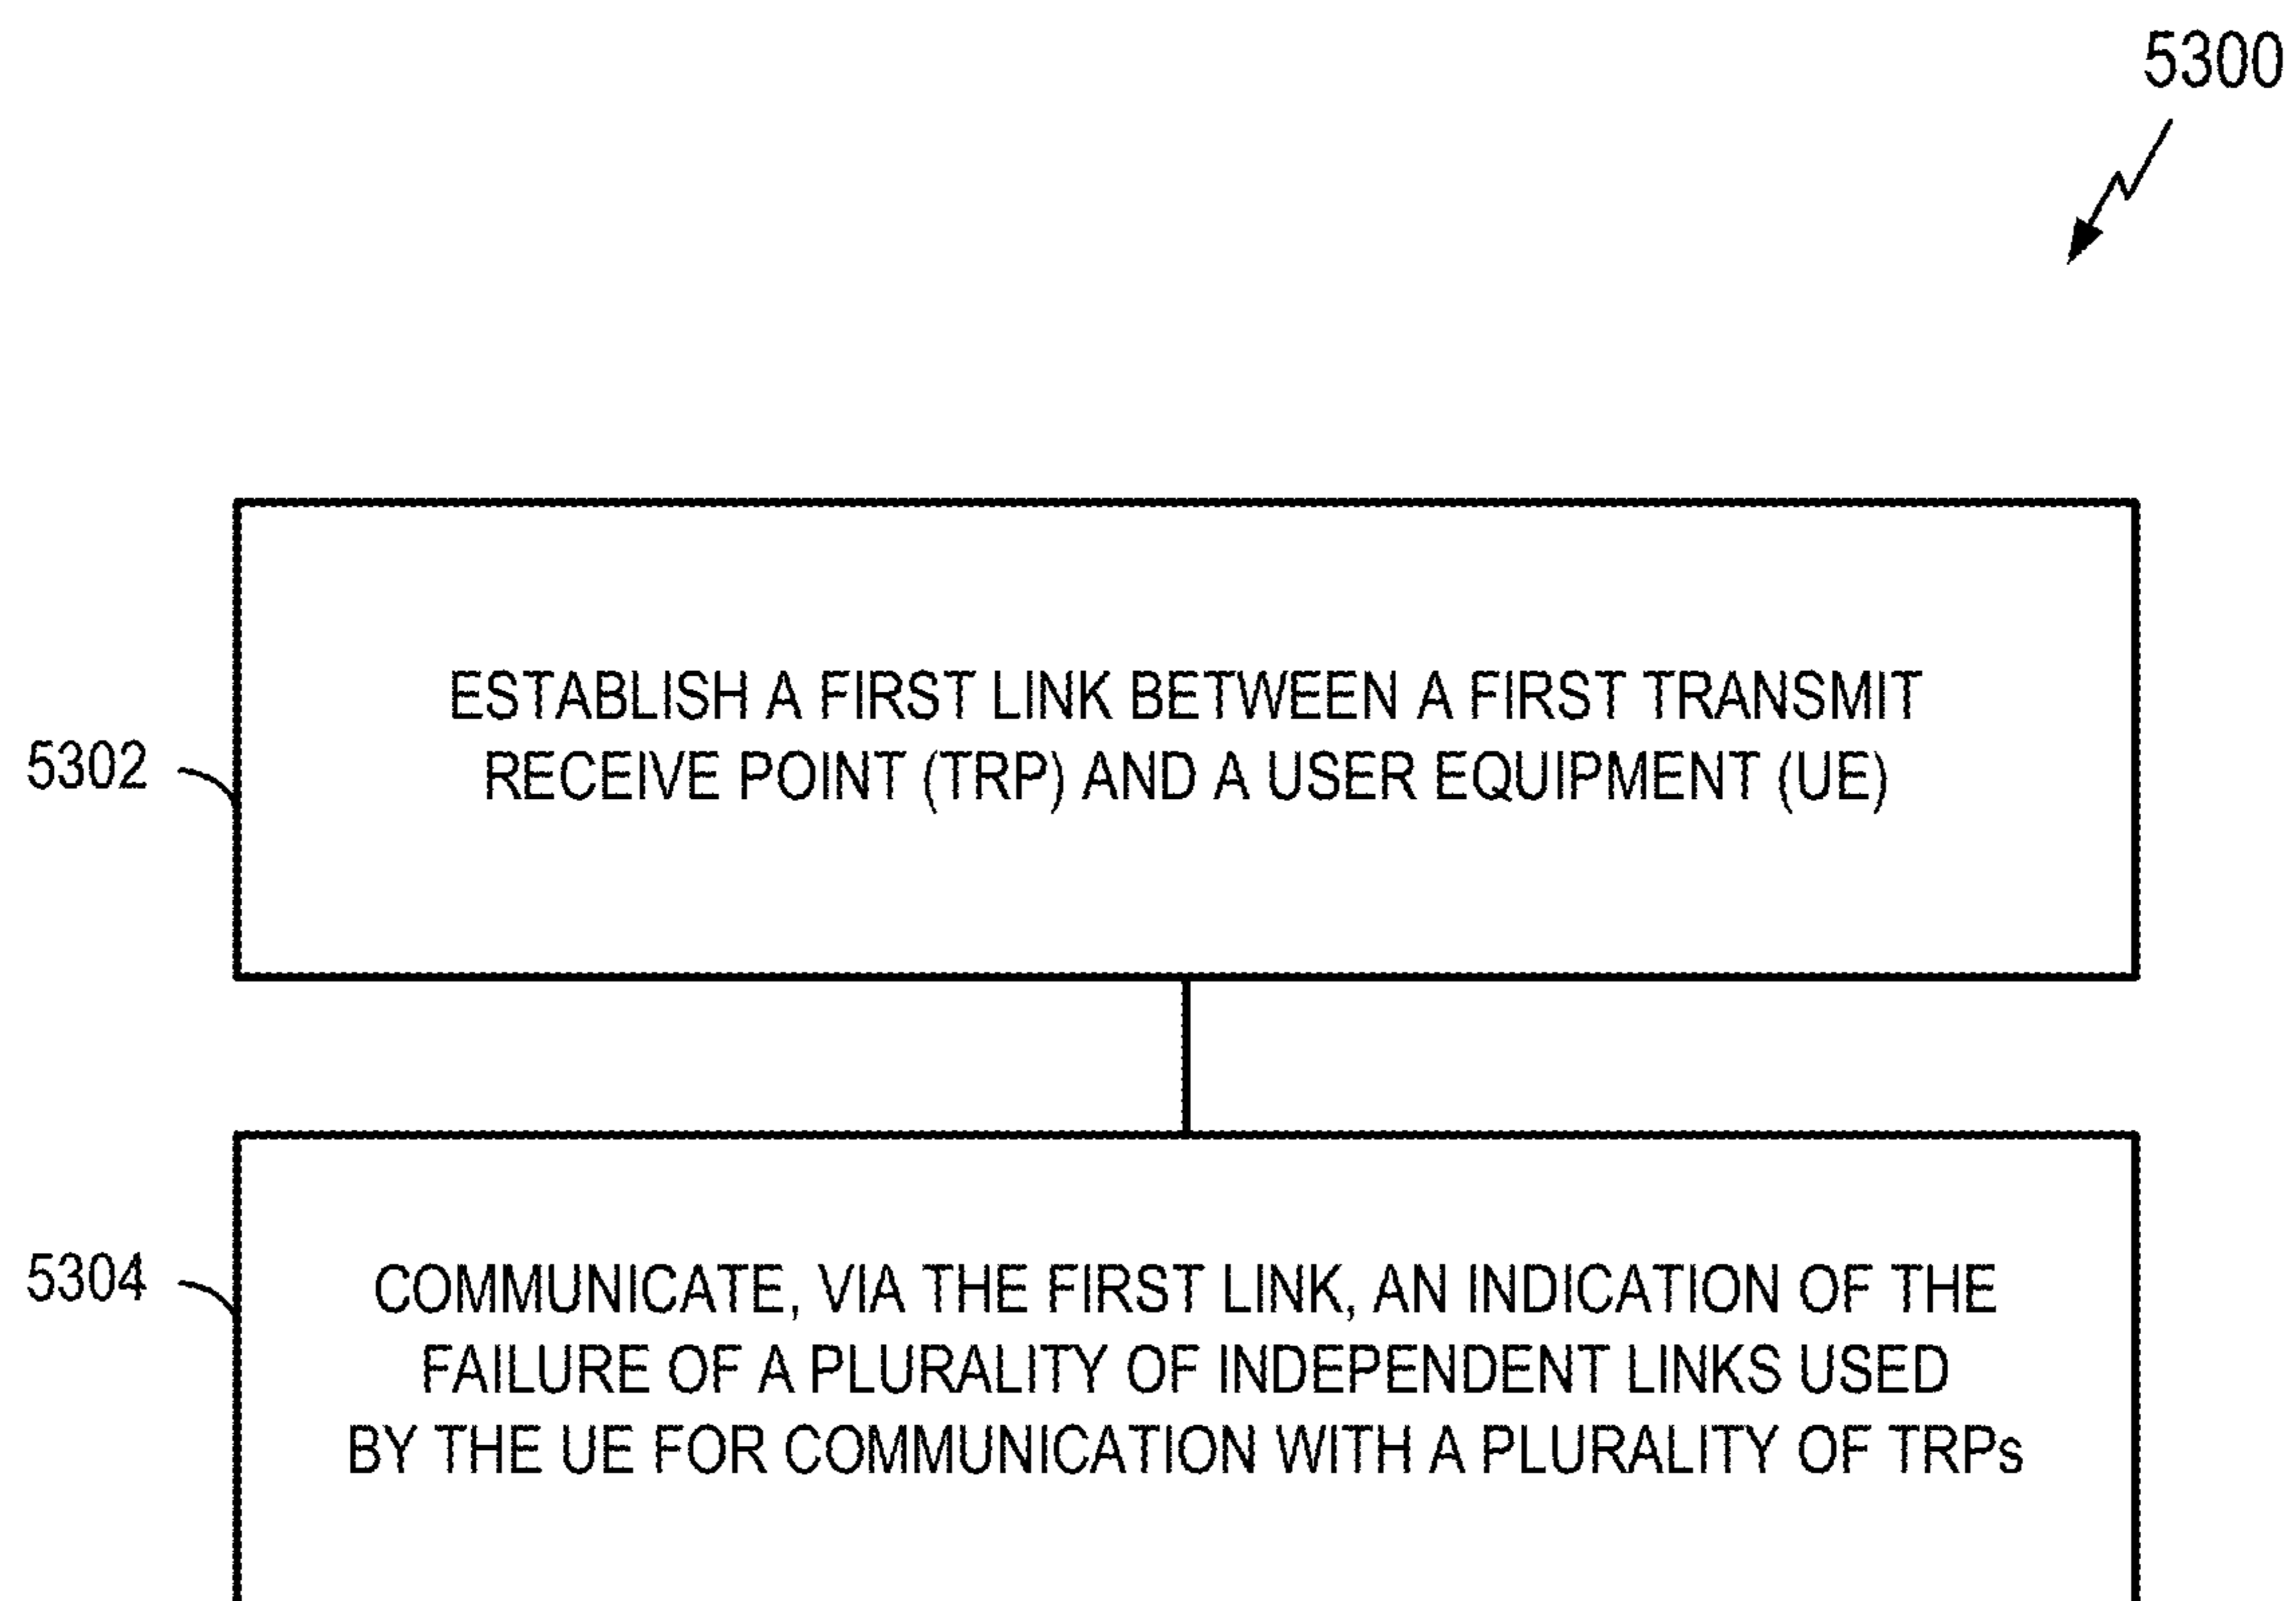 5300
5302
ESTABLISH A FIRST LINK BETWEEN A FIRST TRANSMIT
RECEIVE POINT (TRP) AND A USER EQUIPMENT (UE)
5304
COMMUNICATE, VIA THE FIRST LINK, AN INDICATION OF THE
FAILURE OF A PLURALITY OF INDEPENDENT LINKS USED
BY THE UE FOR COMMUNICATION WITH A PLURALITY OF TRPs